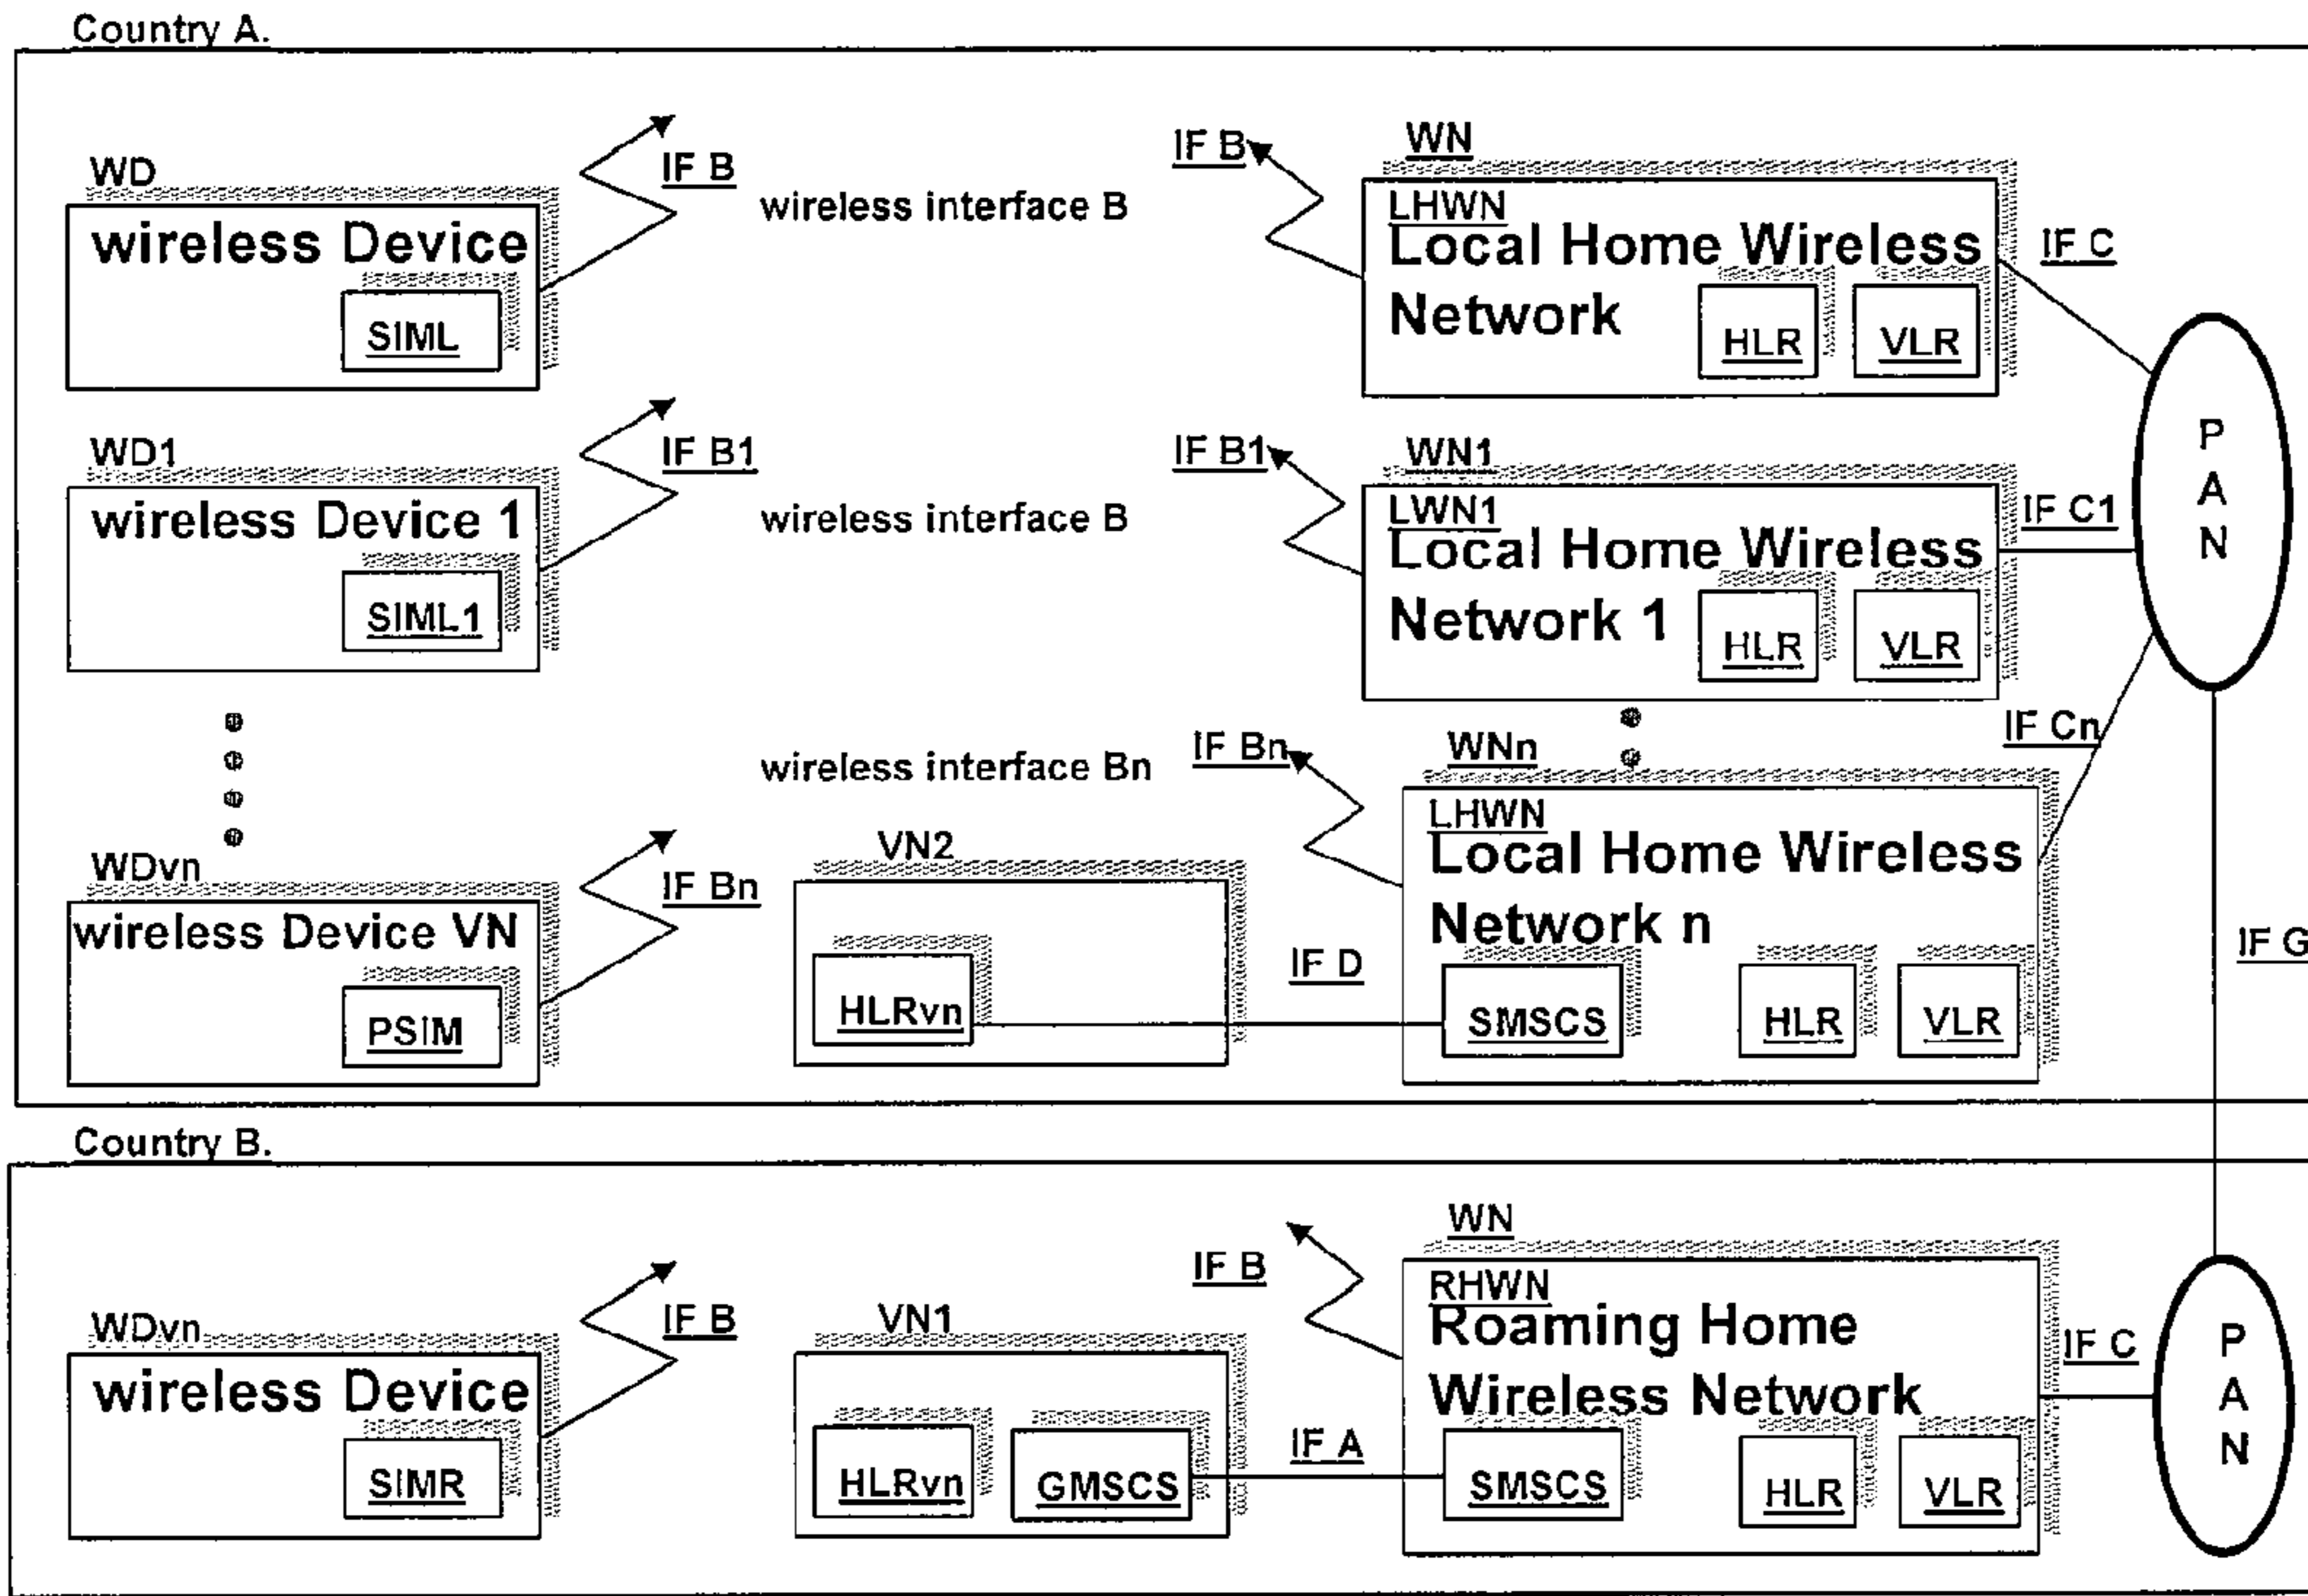 Country A.
WD
wireless Device
SIML
IF B
wireless interface B
IF B
WN
LHWN
Local Home Wireless
Network
HLR
VLR
IF C
WD1
wireless Device 1
SIML1
IF B1
wireless interface B
IF B1
WN1
LWN1
Local Home Wireless
Network 1
HLR
VLR
IF C1
P
A
N
WDvn
wireless Device VN
PSIM
IF Bn
wireless interface Bn
VN2
HLRvn
IF D
IF Bn
WNn
LHWN
Local Home Wireless
Network n
SMSCS
HLR
VLR
IF Cn
IF G
Country B.
WDvn
wireless Device
SIMR
IF B
VN1
HLRvn
GMSCS
IF A
IF B
WN
RHWN
Roaming Home
Wireless Network
SMSCS
HLR
VLR
IF C
P
A
N